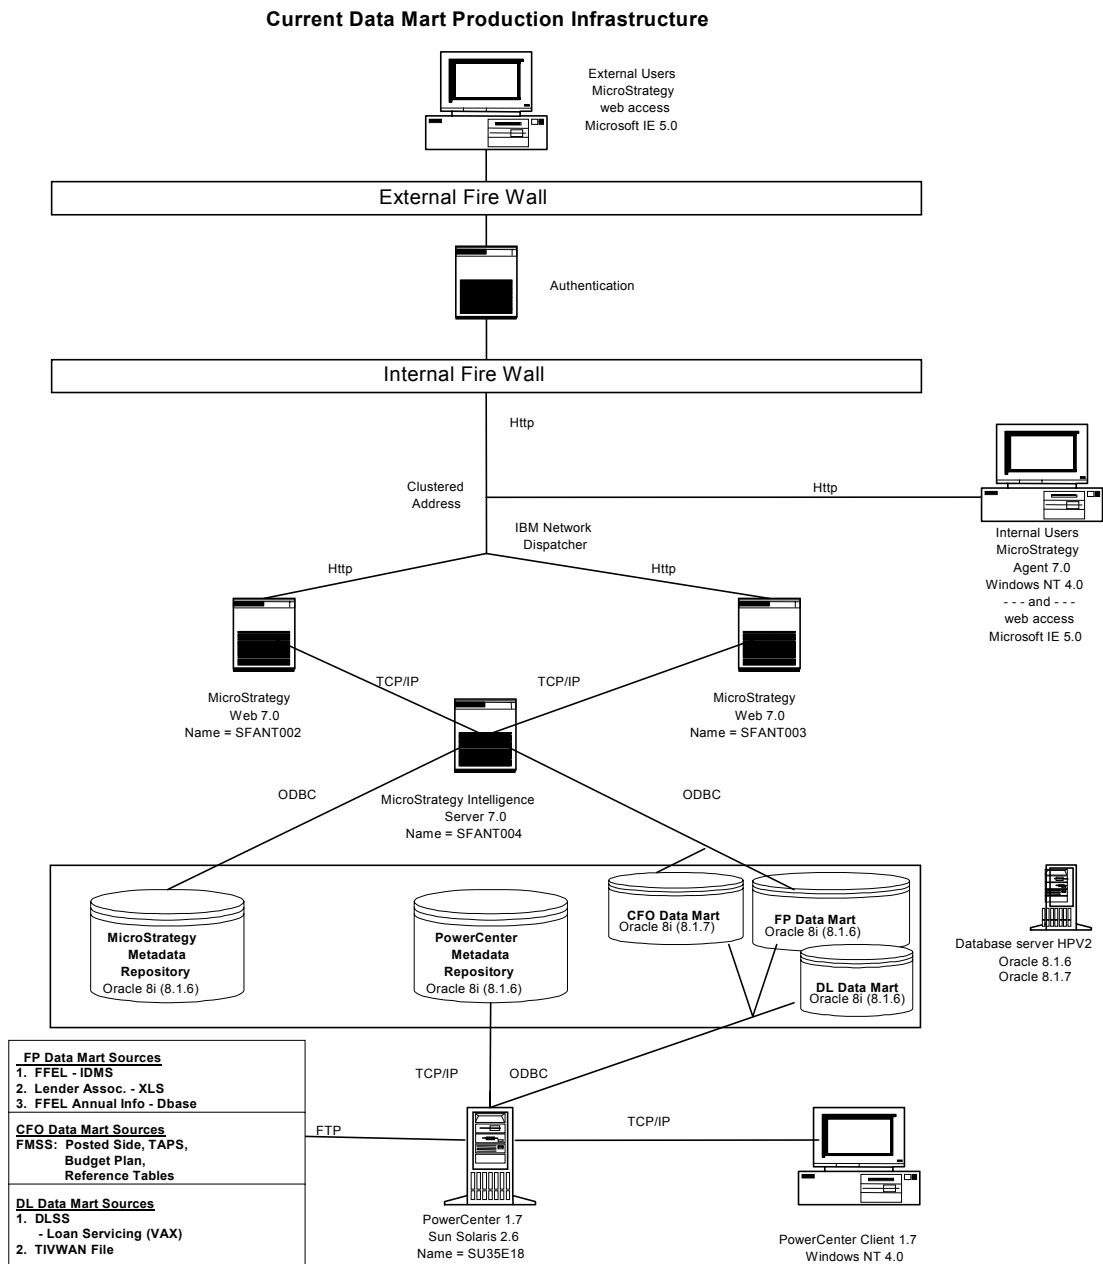 Current Data Mart Production Infrastructure
External Users
MicroStrategy
web access
Microsoft IE 5.0
External Fire Wall
Authentication
Internal Fire Wall
Http
Clustered
Address
Http
IBM Network
Dispatcher
Internal Users
MicroStrategy
Agent 7.0
Windows NT 4.0
- - - and - - -
web access
Microsoft IE 5.0
Http
Http
TCP/IP
TCP/IP
MicroStrategy
Web 7.0
Name = SFANT002
MicroStrategy
Web 7.0
Name = SFANT003
ODBC
MicroStrategy Intelligence
Server 7.0
Name = SFANT004
ODBC
MicroStrategy
Metadata
Repository
Oracle 8i (8.1.6)
PowerCenter
Metadata
Repository
Oracle 8i (8.1.6)
CFO Data Mart
Oracle 8i (8.1.7)
FP Data Mart
Oracle 8i (8.1.6)
DL Data Mart
Oracle 8i (8.1.6)
Database server HPV2
Oracle 8.1.6
Oracle 8.1.7
FP Data Mart Sources
1. FFEL - IDMS
2. Lender Assoc. - XLS
3. FFEL Annual Info - Dbase
CFO Data Mart Sources
FMSS: Posted Side, TAPS,
Budget Plan,
Reference Tables
DL Data Mart Sources
1. DLSS
- Loan Servicing (VAX)
2. TIVWAN File
TCP/IP
ODBC
FTP
TCP/IP
PowerCenter 1.7
Sun Solaris 2.6
Name = SU35E18
PowerCenter Client 1.7
Windows NT 4.0